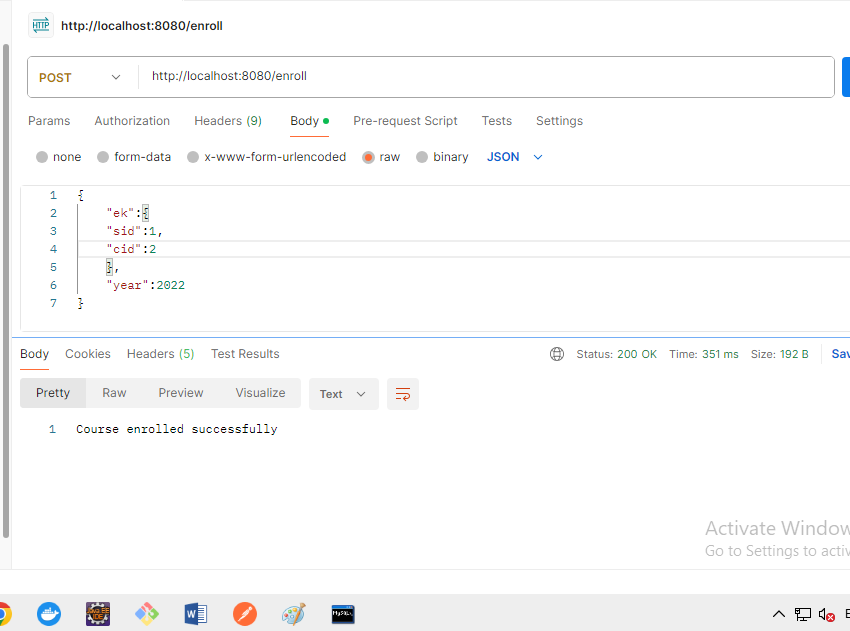 HTTP http://localhost:8080/enroll
POST http://localhost:8080/enroll
Params Authorization Headers (9) Body Pre-request Script Tests Settings
none form-data x-www-form-urlencoded raw binary JSON
1 {
2 "ek":{
3 "sid":1,
4 "cid":2
5 },
6 "year":2022
7 }
Body Cookies Headers (5) Test Results Status: 200 OK Time: 351 ms Size: 192 B Sav
Pretty Raw Preview Visualize Text
1 Course enrolled successfully
Activate Window
Go to Settings to activ